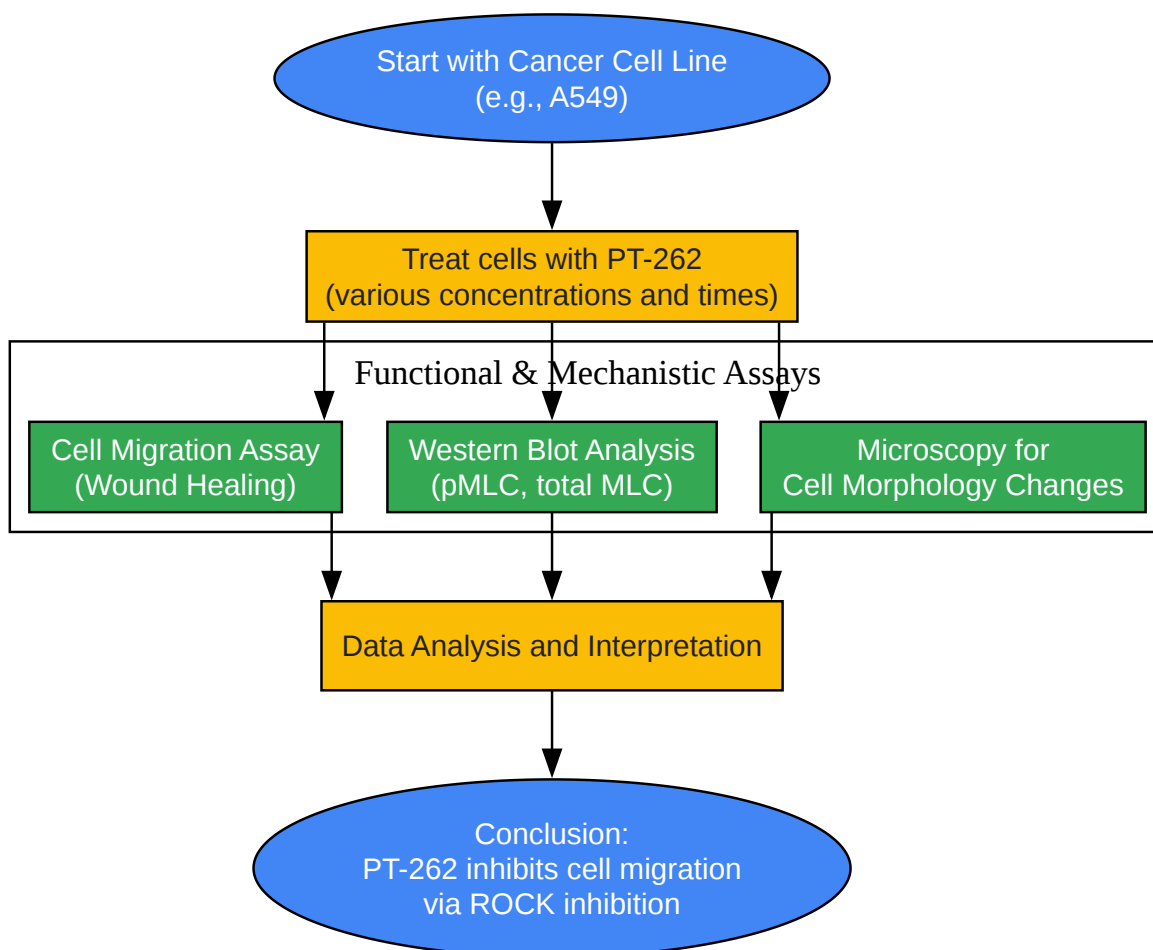 Start with Cancer Cell Line
(e.g., A549)
Treat cells with PT-262
(various concentrations and times)
Functional & Mechanistic Assays
Cell Migration Assay
(Wound Healing)
Western Blot Analysis
(pMLC, total MLC)
Microscopy for
Cell Morphology Changes
Data Analysis and Interpretation
Conclusion:
PT-262 inhibits cell migration
via ROCK inhibition